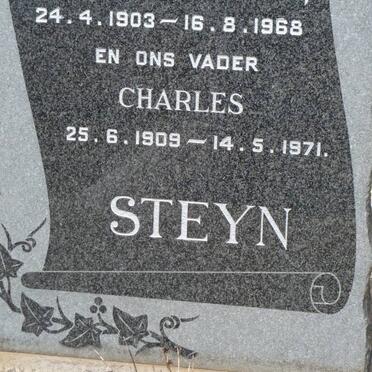 24.4.1903 — 16.8.1968
EN ONS VADER
CHARLES
25.6.1909 — 14.5.1971.
STEYN